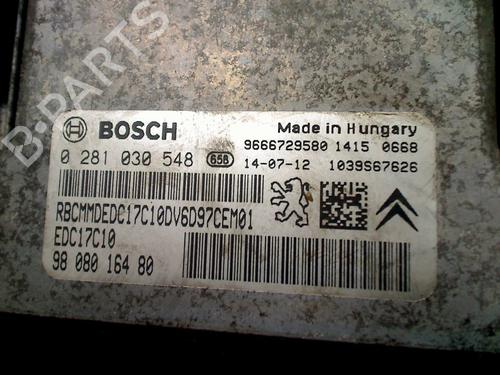 B-PARTS
BOSCH
Made in Hungary
9666729580 1415 0668
0 281 030 548 658
14-07-12 1039S67626
RBCMMDEDC17C10DV6D97CEM01
EDC17C10
98 080 164 80